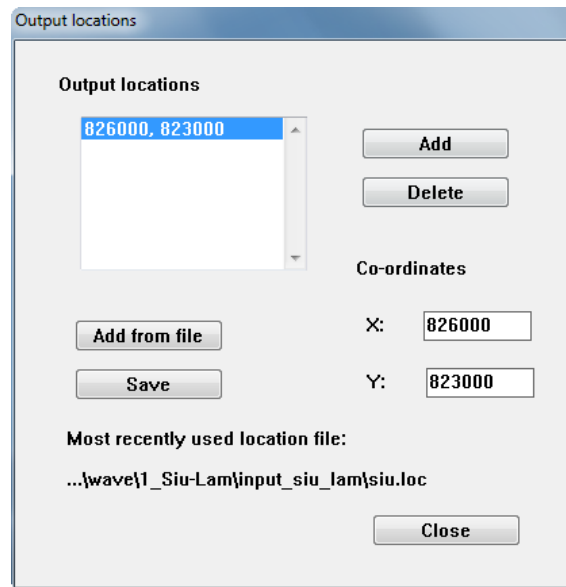 Output locations
Output locations
826000, 823000
Add
Delete
Co-ordinates
X: 826000
Add from file
Y: 823000
Save
Most recently used location file:
...\wave\1_Siu-Lam\input_siu_lam\siu.loc
Close